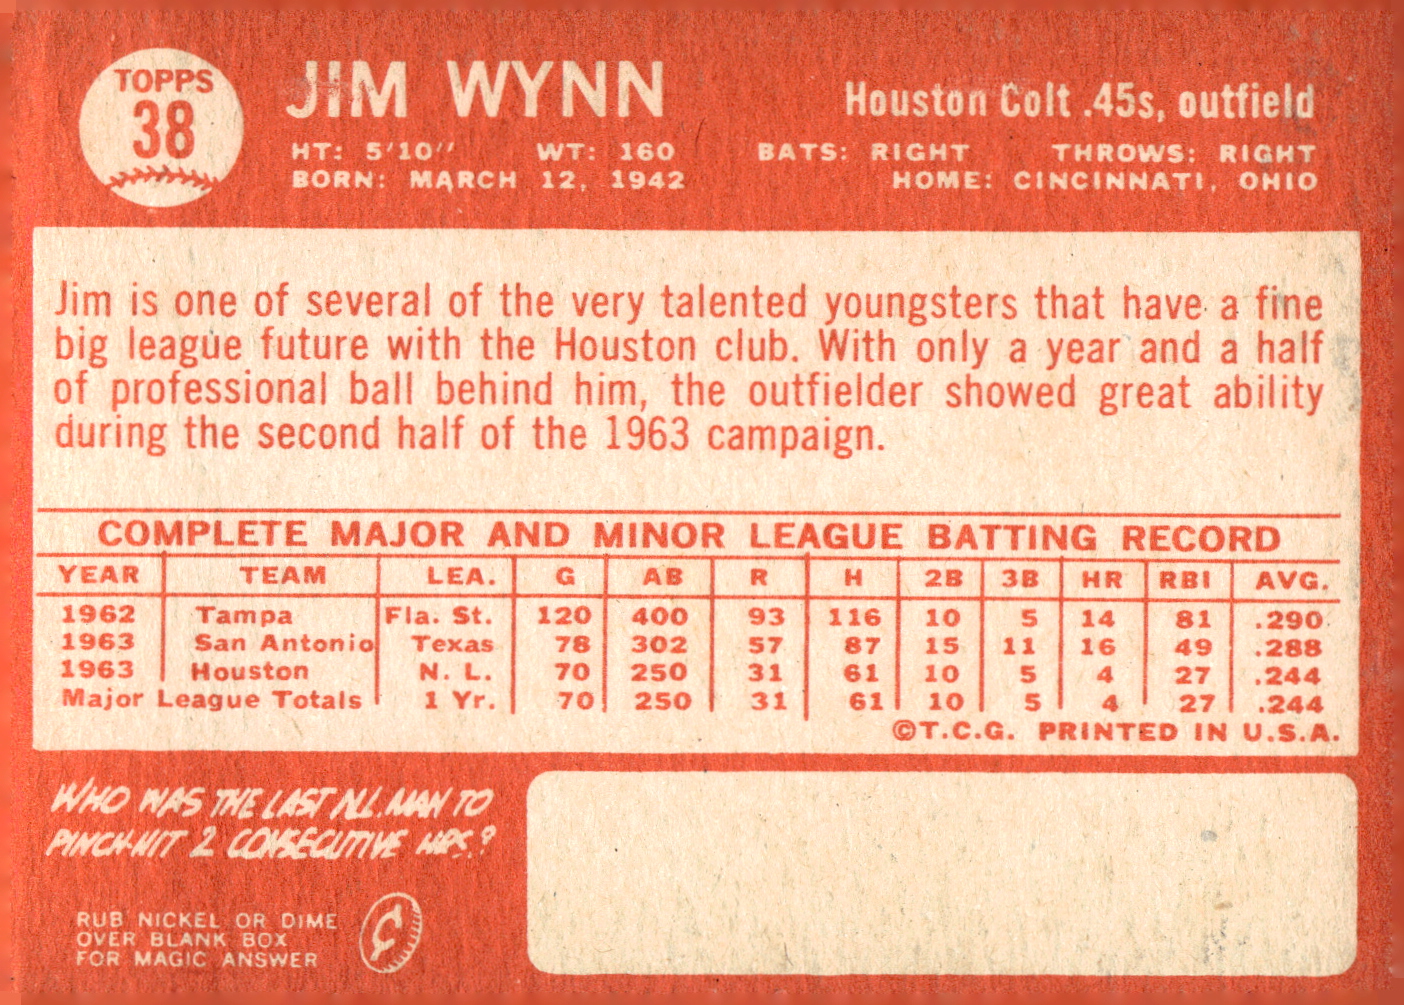 TOPPS
38
JIM WYNN
Houston Colt .45s, outfield
HT: 5'10" WT: 160 BATS: RIGHT THROWS: RIGHT
BORN: MARCH 12, 1942 HOME: CINCINNATI, OHIO
Jim is one of several of the very talented youngsters that have a fine
big league future with the Houston club. With only a year and a half
of professional ball behind him, the outfielder showed great ability
during the second half of the 1963 campaign.
COMPLETE MAJOR AND MINOR LEAGUE BATTING RECORD
YEAR TEAM LEA. G AB R H 2B 3B HR RBI AVG.
1962 Tampa Fla. St. 120 400 93 116 10 5 14 81 .290
1963 San Antonio Texas 78 302 57 87 15 11 16 49 .288
1963 Houston N. L. 70 250 31 61 10 5 4 27 .244
Major League Totals 1 Yr. 70 250 31 61 10 5 4 27 .244
©T.C.G. PRINTED IN U.S.A.
WHO WAS THE LAST N.L. MAN TO
PINCH-HIT 2 CONSECUTIVE HRS?
RUB NICKEL OR DIME
OVER BLANK BOX
FOR MAGIC ANSWER